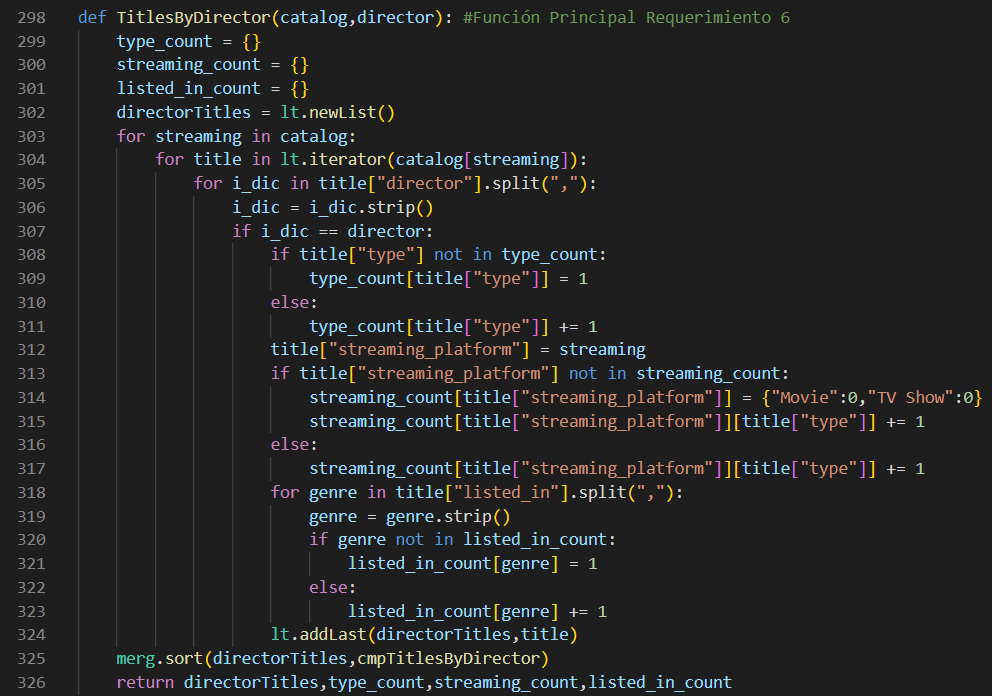 298 def TitlesByDirector(catalog,director): #Función Principal Requerimiento 6
299     type_count = {}
300     streaming_count = {}
301     listed_in_count = {}
302     directorTitles = lt.newList()
303     for streaming in catalog:
304         for title in lt.iterator(catalog[streaming]):
305             for i_dic in title["director"].split(","):
306                 i_dic = i_dic.strip()
307                 if i_dic == director:
308                     if title["type"] not in type_count:
309                         type_count[title["type"]] = 1
310                     else:
311                         type_count[title["type"]] += 1
312                     title["streaming_platform"] = streaming
313                     if title["streaming_platform"] not in streaming_count:
314                         streaming_count[title["streaming_platform"]] = {"Movie":0,"TV Show":0}
315                         streaming_count[title["streaming_platform"]][title["type"]] += 1
316                     else:
317                         streaming_count[title["streaming_platform"]][title["type"]] += 1
318                     for genre in title["listed_in"].split(","):
319                         genre = genre.strip()
320                         if genre not in listed_in_count:
321                             listed_in_count[genre] = 1
322                         else:
323                             listed_in_count[genre] += 1
324                     lt.addLast(directorTitles,title)
325     merg.sort(directorTitles,cmpTitlesByDirector)
326     return directorTitles,type_count,streaming_count,listed_in_count